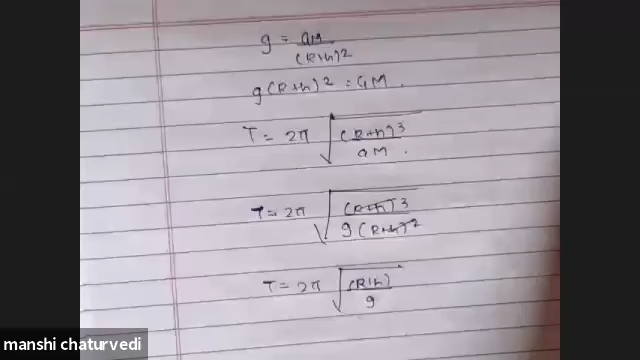 g = GM/(R+h)2
g(R+h)2 = GM.
T = 2π √(R+h)3/GM.
T = 2π √(R+h)3/g(R+h)2
T = 2π √(R+h)/g
manshi chaturvedi